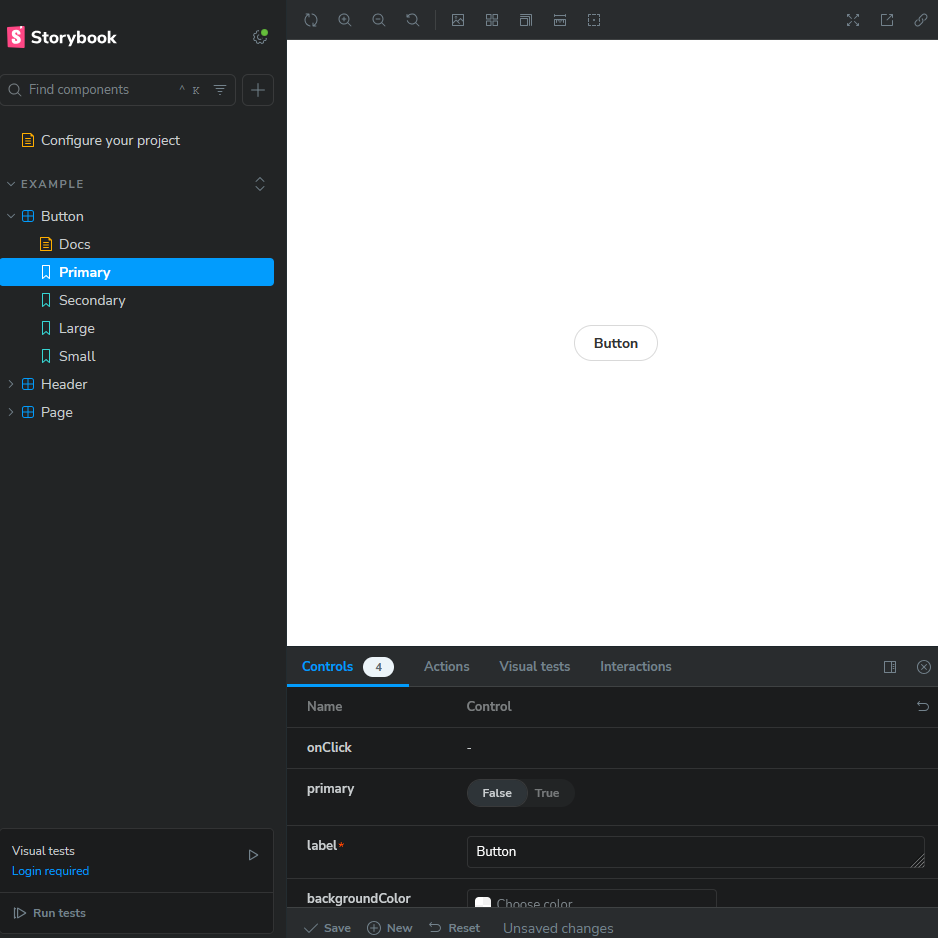 Storybook
Find components
^ K
Configure your project
EXAMPLE
Button
Docs
Primary
Secondary
Large
Small
Header
Page
Visual tests
Login required
Run tests
Button
Controls 4 Actions Visual tests Interactions
Name Control
onClick -
primary False True
label* Button
backgroundColor Choose color
Save New Reset Unsaved changes